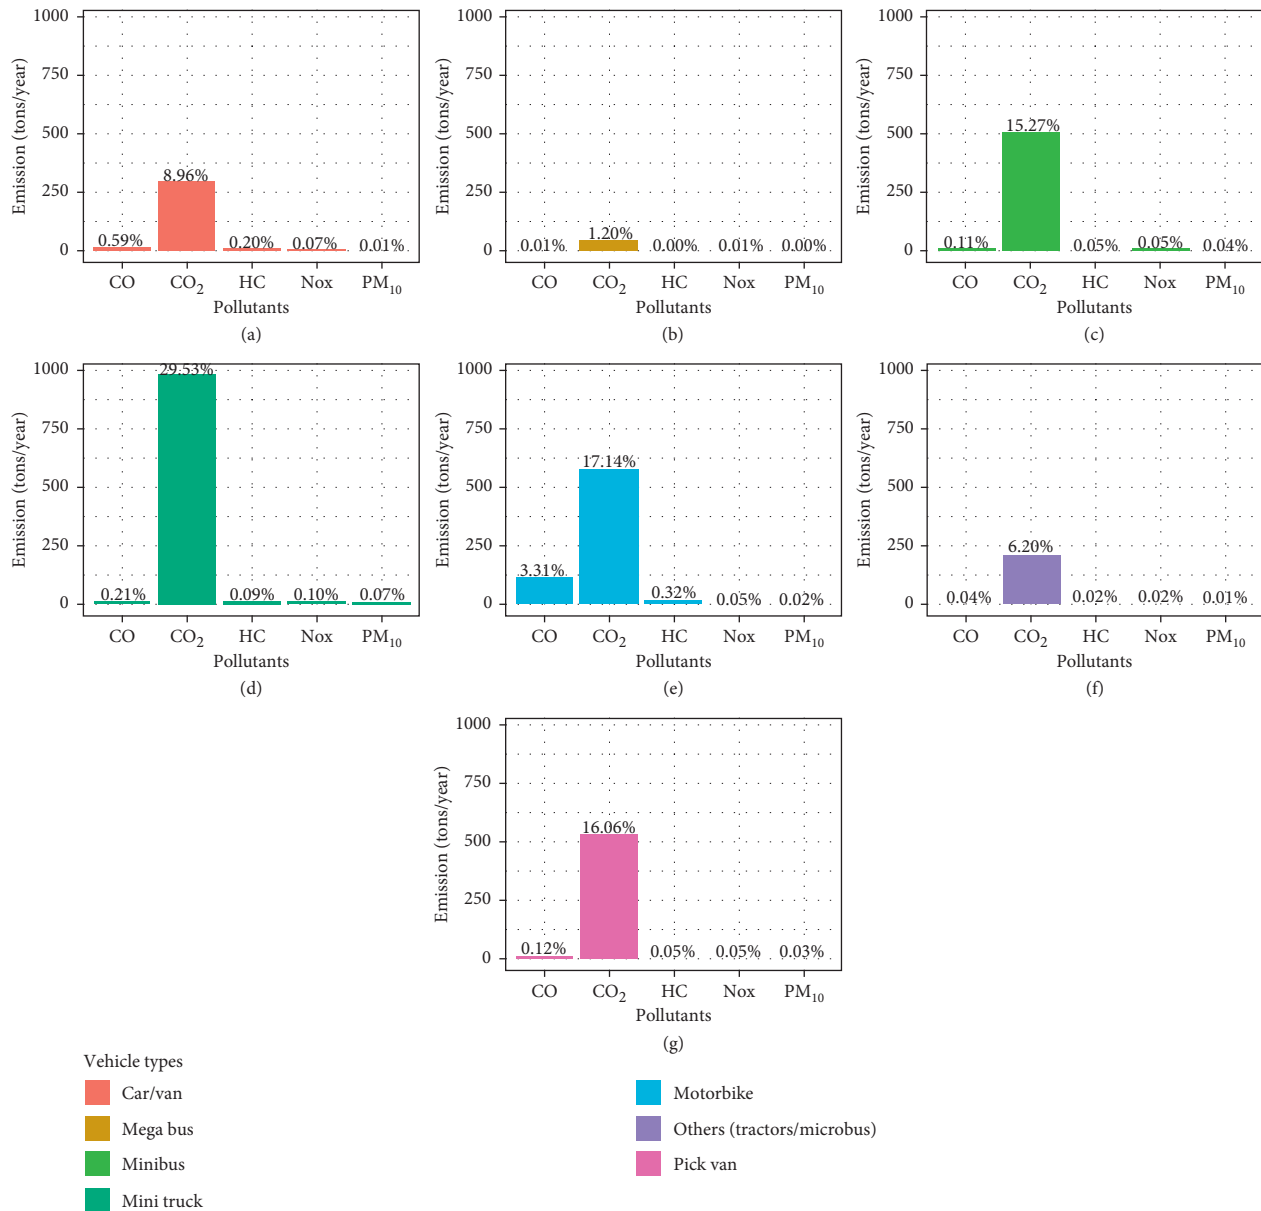 1000
750
500
250
0
Emission (tons/year)
0.59%
8.96%
0.20%
0.07%
0.01%
CO
CO₂
HC
Nox
PM₁₀
Pollutants
(a)
1000
750
500
250
0
Emission (tons/year)
0.01%
1.20%
0.00%
0.01%
0.00%
CO
CO₂
HC
Nox
PM₁₀
Pollutants
(b)
1000
750
500
250
0
Emission (tons/year)
0.11%
15.27%
0.05%
0.05%
0.04%
CO
CO₂
HC
Nox
PM₁₀
Pollutants
(c)
1000
750
500
250
0
Emission (tons/year)
0.21%
29.53%
0.09%
0.10%
0.07%
CO
CO₂
HC
Nox
PM₁₀
Pollutants
(d)
1000
750
500
250
0
Emission (tons/year)
3.31%
17.14%
0.32%
0.05%
0.02%
CO
CO₂
HC
Nox
PM₁₀
Pollutants
(e)
1000
750
500
250
0
Emission (tons/year)
0.04%
6.20%
0.02%
0.02%
0.01%
CO
CO₂
HC
Nox
PM₁₀
Pollutants
(f)
1000
750
500
250
0
Emission (tons/year)
0.12%
16.06%
0.05%
0.05%
0.03%
CO
CO₂
HC
Nox
PM₁₀
Pollutants
(g)
Vehicle types
Car/van
Mega bus
Minibus
Mini truck
Motorbike
Others (tractors/microbus)
Pick van